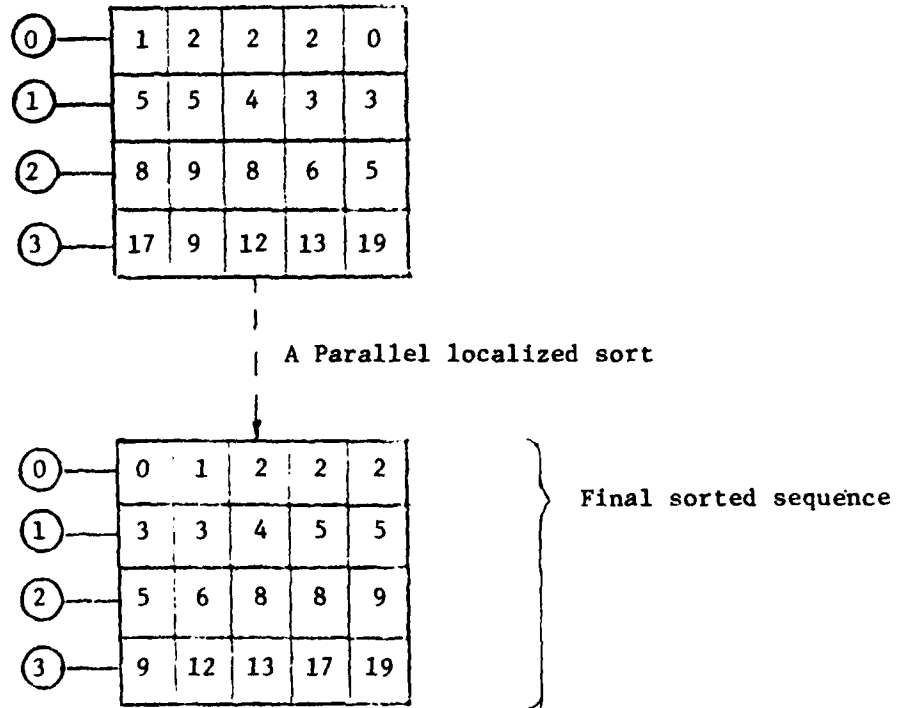 0 1 2 2 2 0
1 5 5 4 3 3
2 8 9 8 6 5
3 17 9 12 13 19
A Parallel localized sort
0 0 1 2 2 2
1 3 3 4 5 5
2 5 6 8 8 9
3 9 12 13 17 19
Final sorted sequence